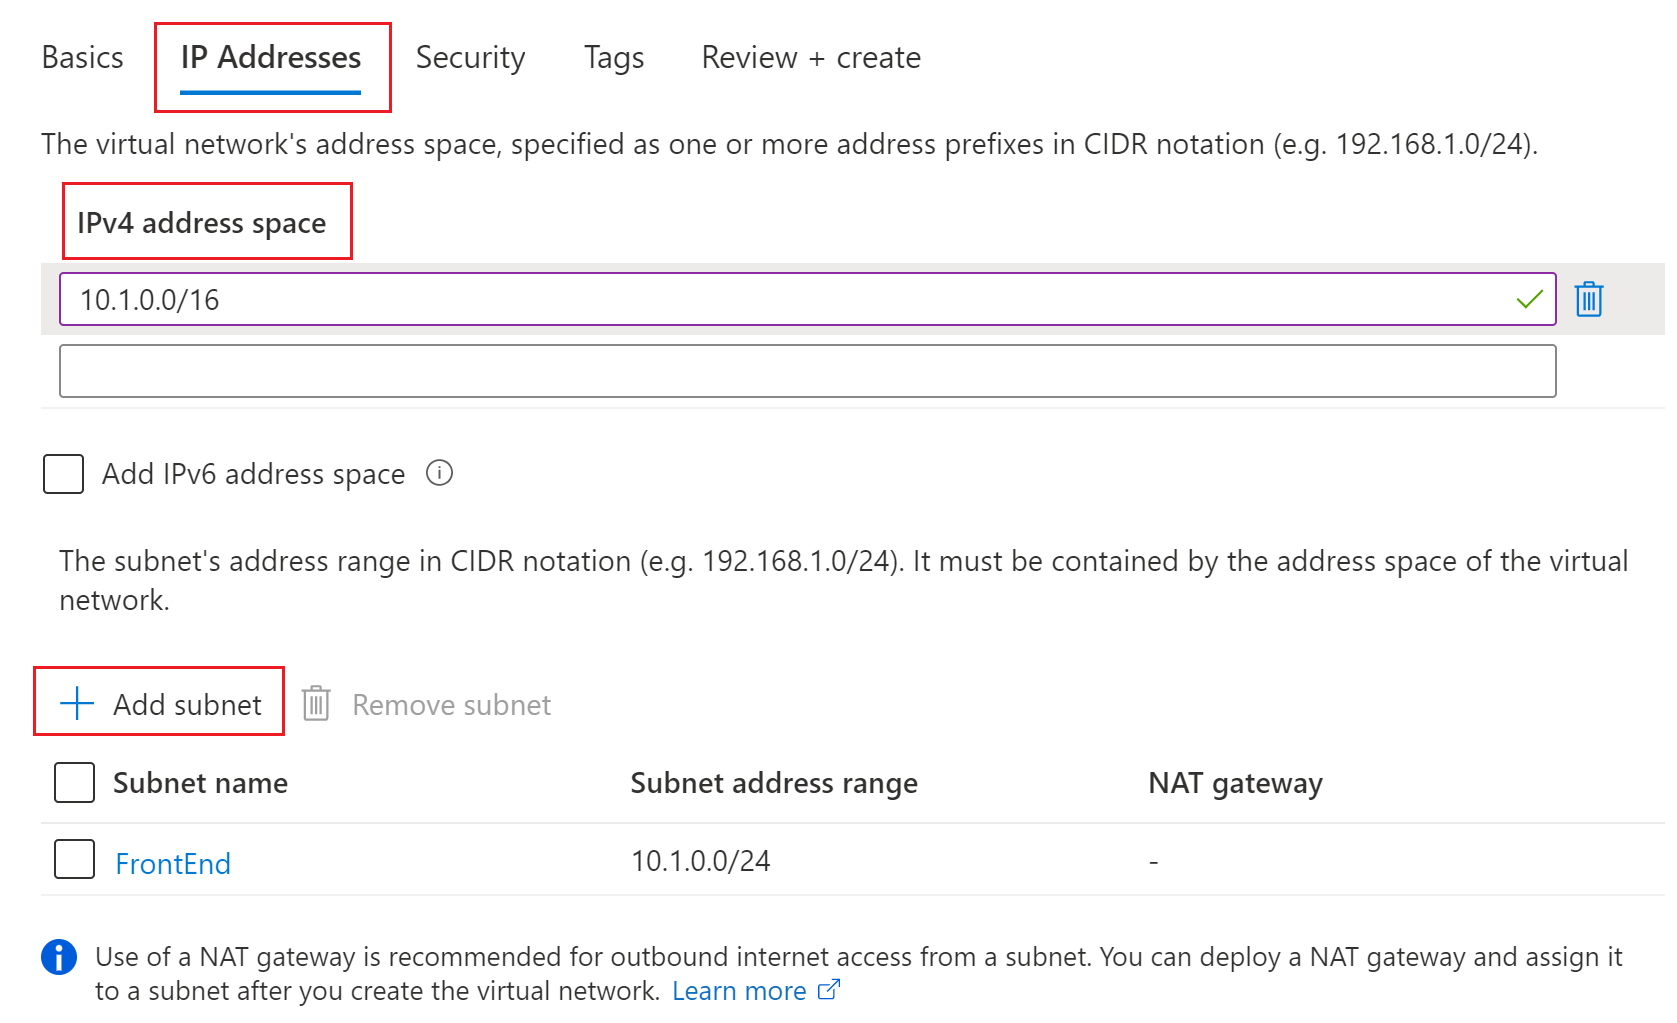 Basics IP Addresses Security Tags Review + create
The virtual network's address space, specified as one or more address prefixes in CIDR notation (e.g. 192.168.1.0/24).
IPv4 address space
10.1.0.0/16
Add IPv6 address space
The subnet's address range in CIDR notation (e.g. 192.168.1.0/24). It must be contained by the address space of the virtual
network.
Add subnet Remove subnet
Subnet name Subnet address range NAT gateway
FrontEnd 10.1.0.0/24 -
Use of a NAT gateway is recommended for outbound internet access from a subnet. You can deploy a NAT gateway and assign it
to a subnet after you create the virtual network. Learn more